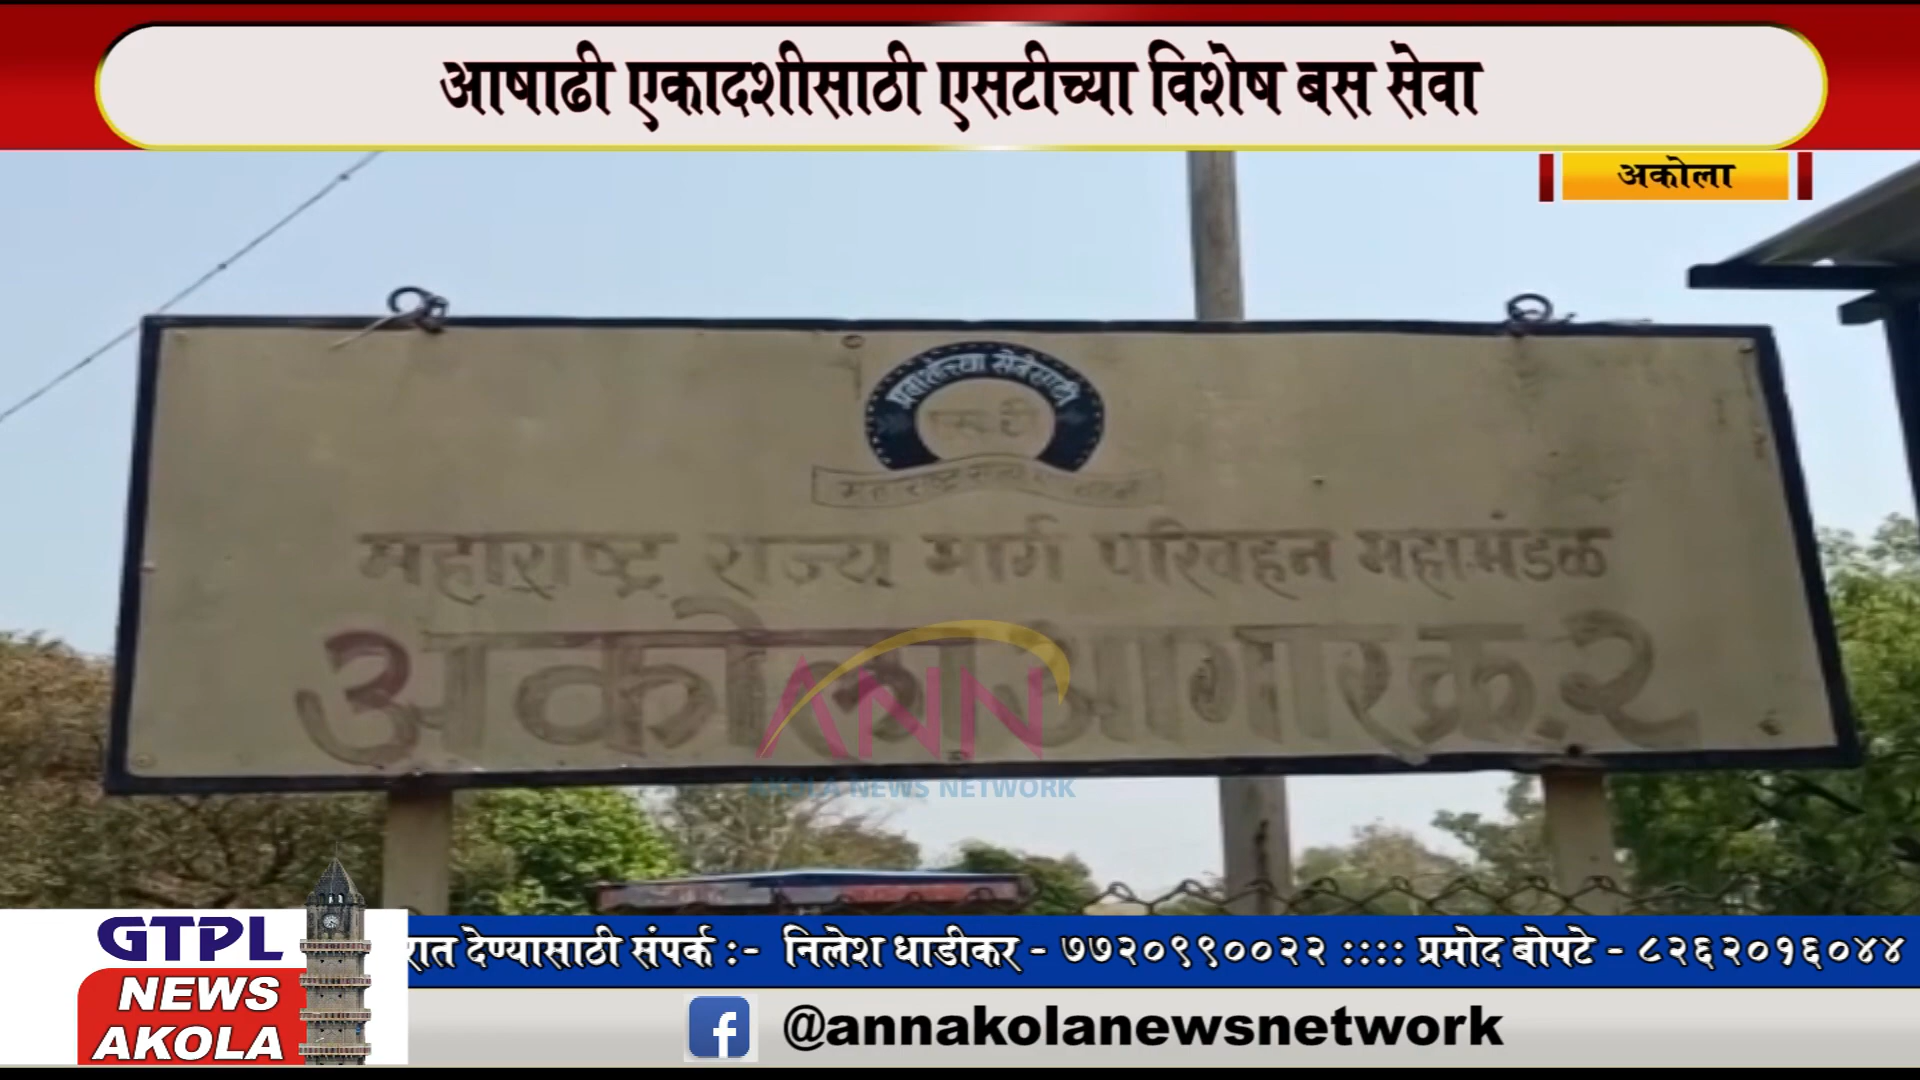 आषाढी एकादशीसाठी एसटीच्या विशेष बस सेवा
अकोला
प्रवाशांच्या सेवेसाठी
महाराष्ट्र राज्य मार्ग परिवहन महामंडळ
अकोला आगार क्र.२
ANN
AKOLA NEWS NETWORK
GTPL
NEWS
AKOLA
रात देण्यासाठी संपर्क :- निलेश धाडीकर - ७७२०९९००२२ :::: प्रमोद बोपटे - ८२६२०१६०४४
@annakolanewsnetwork